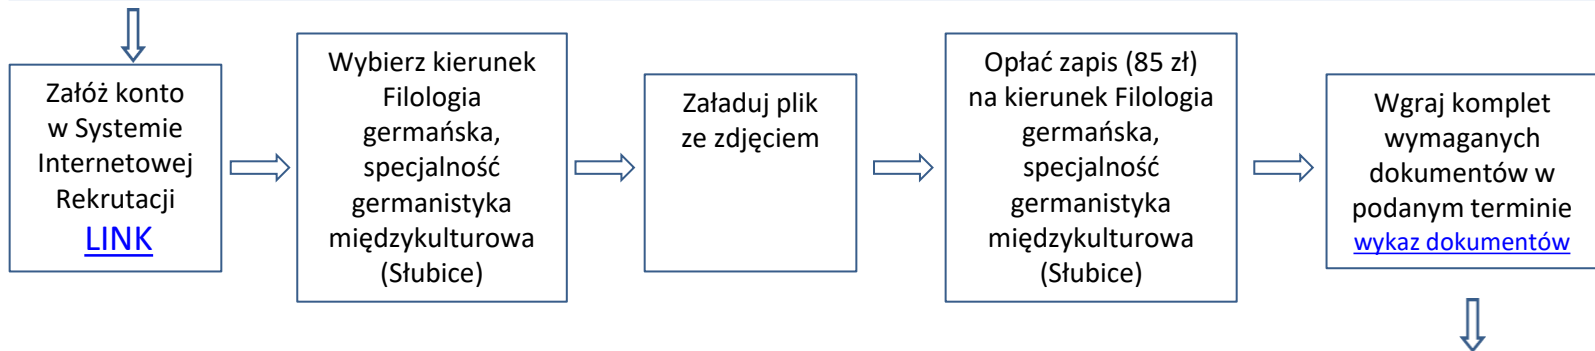 Załóż konto
w Systemie
Internetowej
Rekrutacji
LINK
Wybierz kierunek
Filologia
germańska,
specjalność
germanistyka
międzykulturowa
(Słubice)
Załaduj plik
ze zdjęciem
Opłać zapis (85 zł)
na kierunek Filologia
germańska,
specjalność
germanistyka
międzykulturowa
(Słubice)
Wgraj komplet
wymaganych
dokumentów w
podanym terminie
wykaz dokumentów